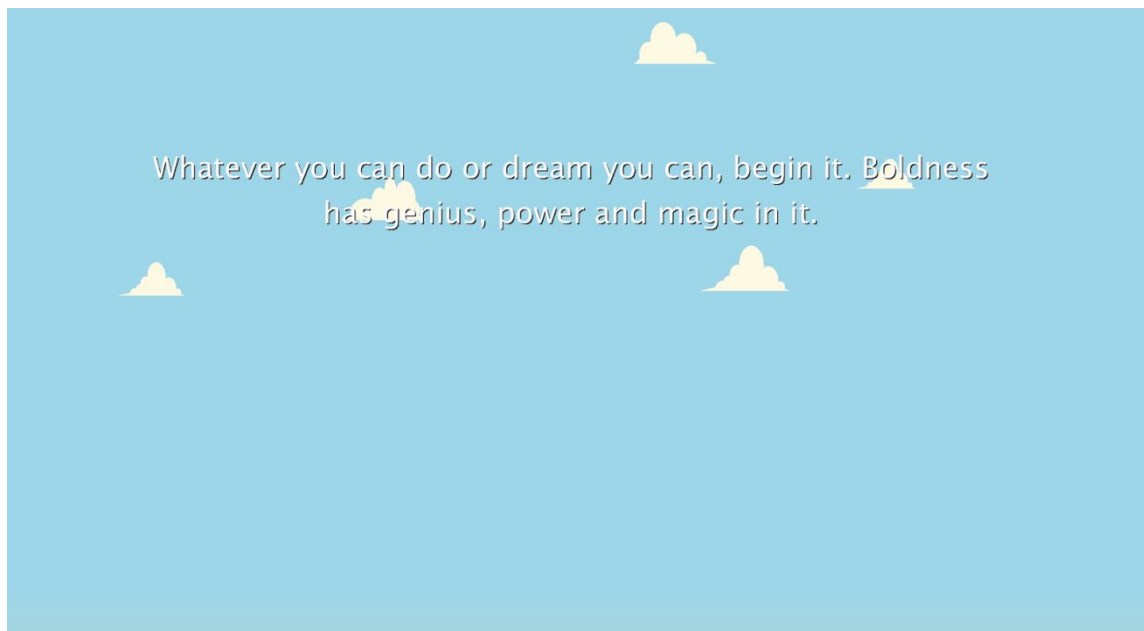 Whatever you can do or dream you can, begin it. Boldness
has genius, power and magic in it.